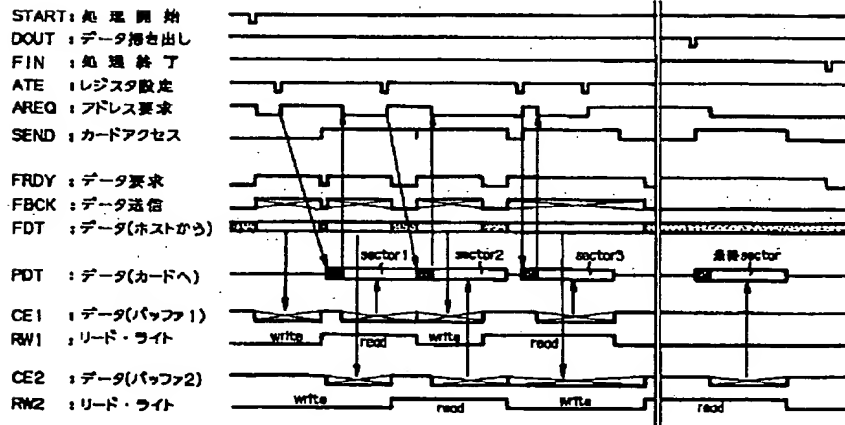 START：処理開始
DOUT：データ掃き出し
FIN：処理終了
ATE：レジスタ設定
AREQ：アドレス要求
SEND：カードアクセス
FRDY：データ要求
FBCK：データ送信
FDT：データ(ホストから)
sector1 sector2 sector3 最終sector
PDT：データ(カードへ)
CE1：データ(バッファ1)
RW1：リード・ライト
write read write read
CE2：データ(バッファ2)
RW2：リード・ライト
write read write read